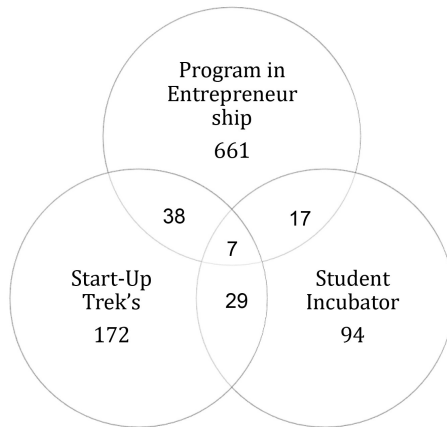 Program in
Entrepreneur
ship
661
38
17
7
Start-Up
Trek's
172
29
Student
Incubator
94